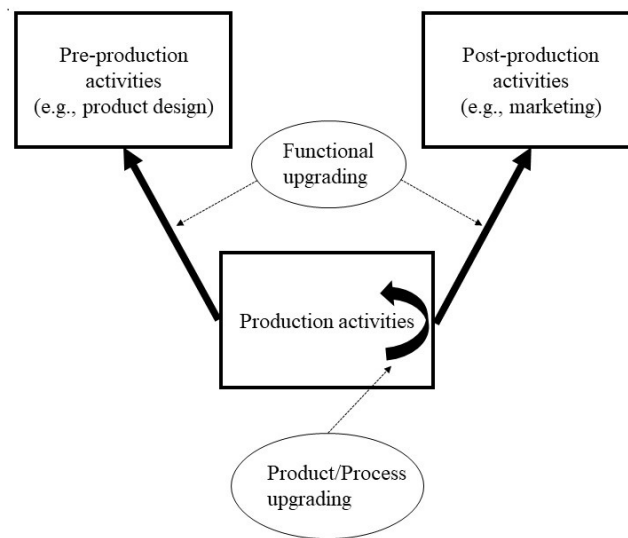 Pre-production
activities
(e.g., product design)
Post-production
activities
(e.g., marketing)
Functional
upgrading
Production activities
Product/Process
upgrading